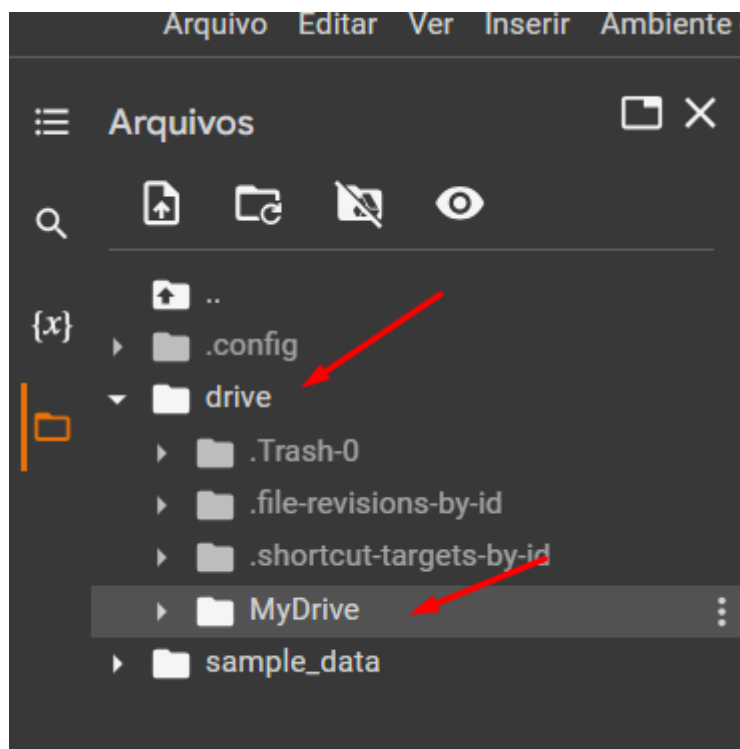 Arquivo Editar Ver Inserir Ambiente
Arquivos
{x}
..
.config
drive
.Trash-0
.file-revisions-by-id
.shortcut-targets-by-id
MyDrive
sample_data